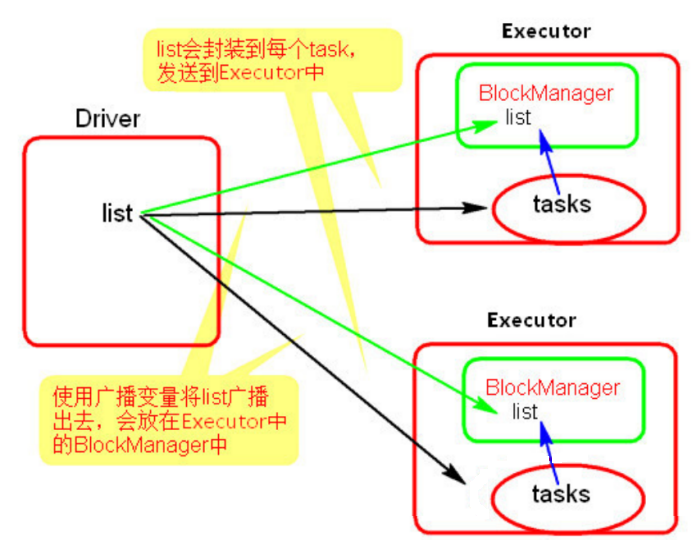 list会封装到每个task,
发送到Executor中
Executor
BlockManager
list
tasks
Driver
list
Executor
BlockManager
list
tasks
使用广播变量将list广播
出去，会放在Executor中
的BlockManager中